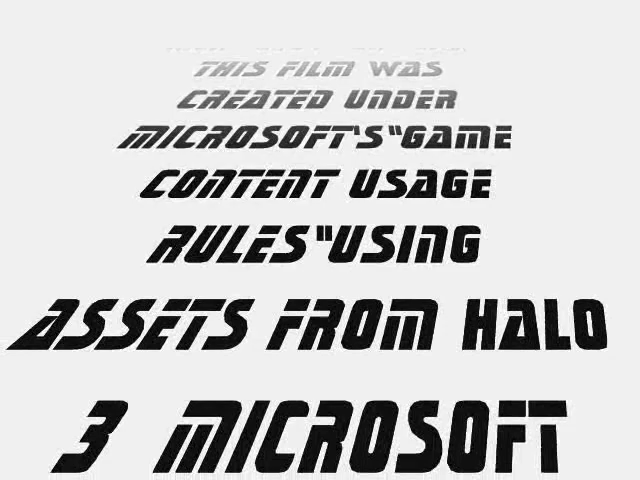 THIS FILM WAS
CREATED UNDER
MICROSOFT'S "GAME
CONTENT USAGE
RULES "USING
ASSETS FROM HALO
3 MICROSOFT